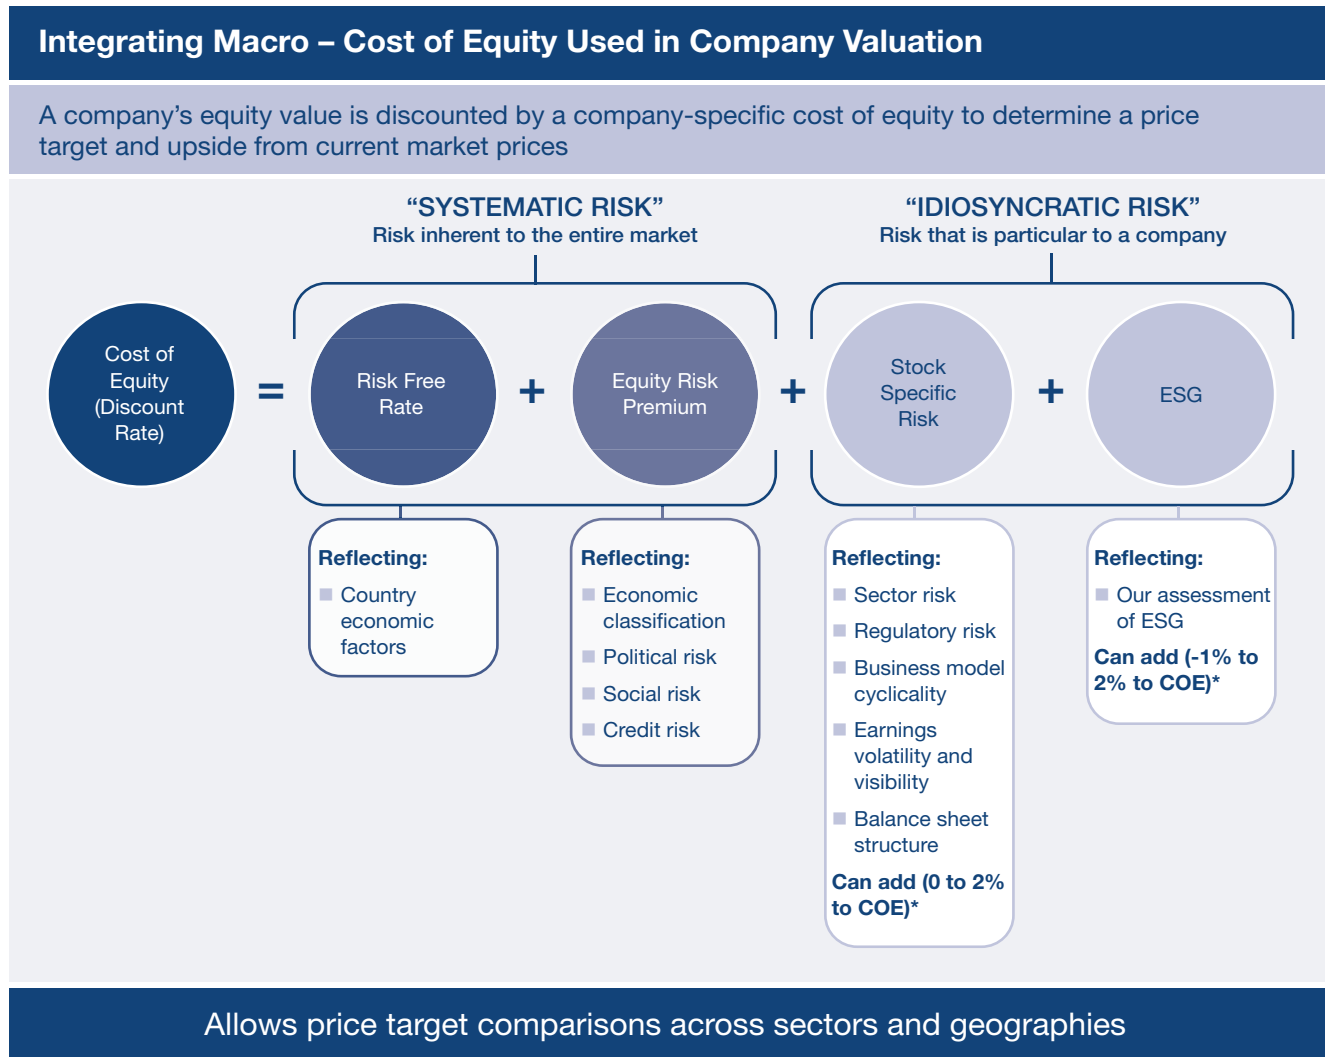 Integrating Macro – Cost of Equity Used in Company Valuation
A company’s equity value is discounted by a company-specific cost of equity to determine a price
target and upside from current market prices
“SYSTEMATIC RISK”
Risk inherent to the entire market
“IDIOSYNCRATIC RISK”
Risk that is particular to a company
Cost of
Equity
(Discount
Rate)
=
Risk Free
Rate
+
Equity Risk
Premium
+
Stock
Specific
Risk
+
ESG
Reflecting:
Country
economic
factors
Reflecting:
Economic
classification
Political risk
Social risk
Credit risk
Reflecting:
Sector risk
Regulatory risk
Business model
cyclicality
Earnings
volatility and
visibility
Balance sheet
structure
Can add (0 to 2%
to COE)*
Reflecting:
Our assessment
of ESG
Can add (-1% to
2% to COE)*
Allows price target comparisons across sectors and geographies